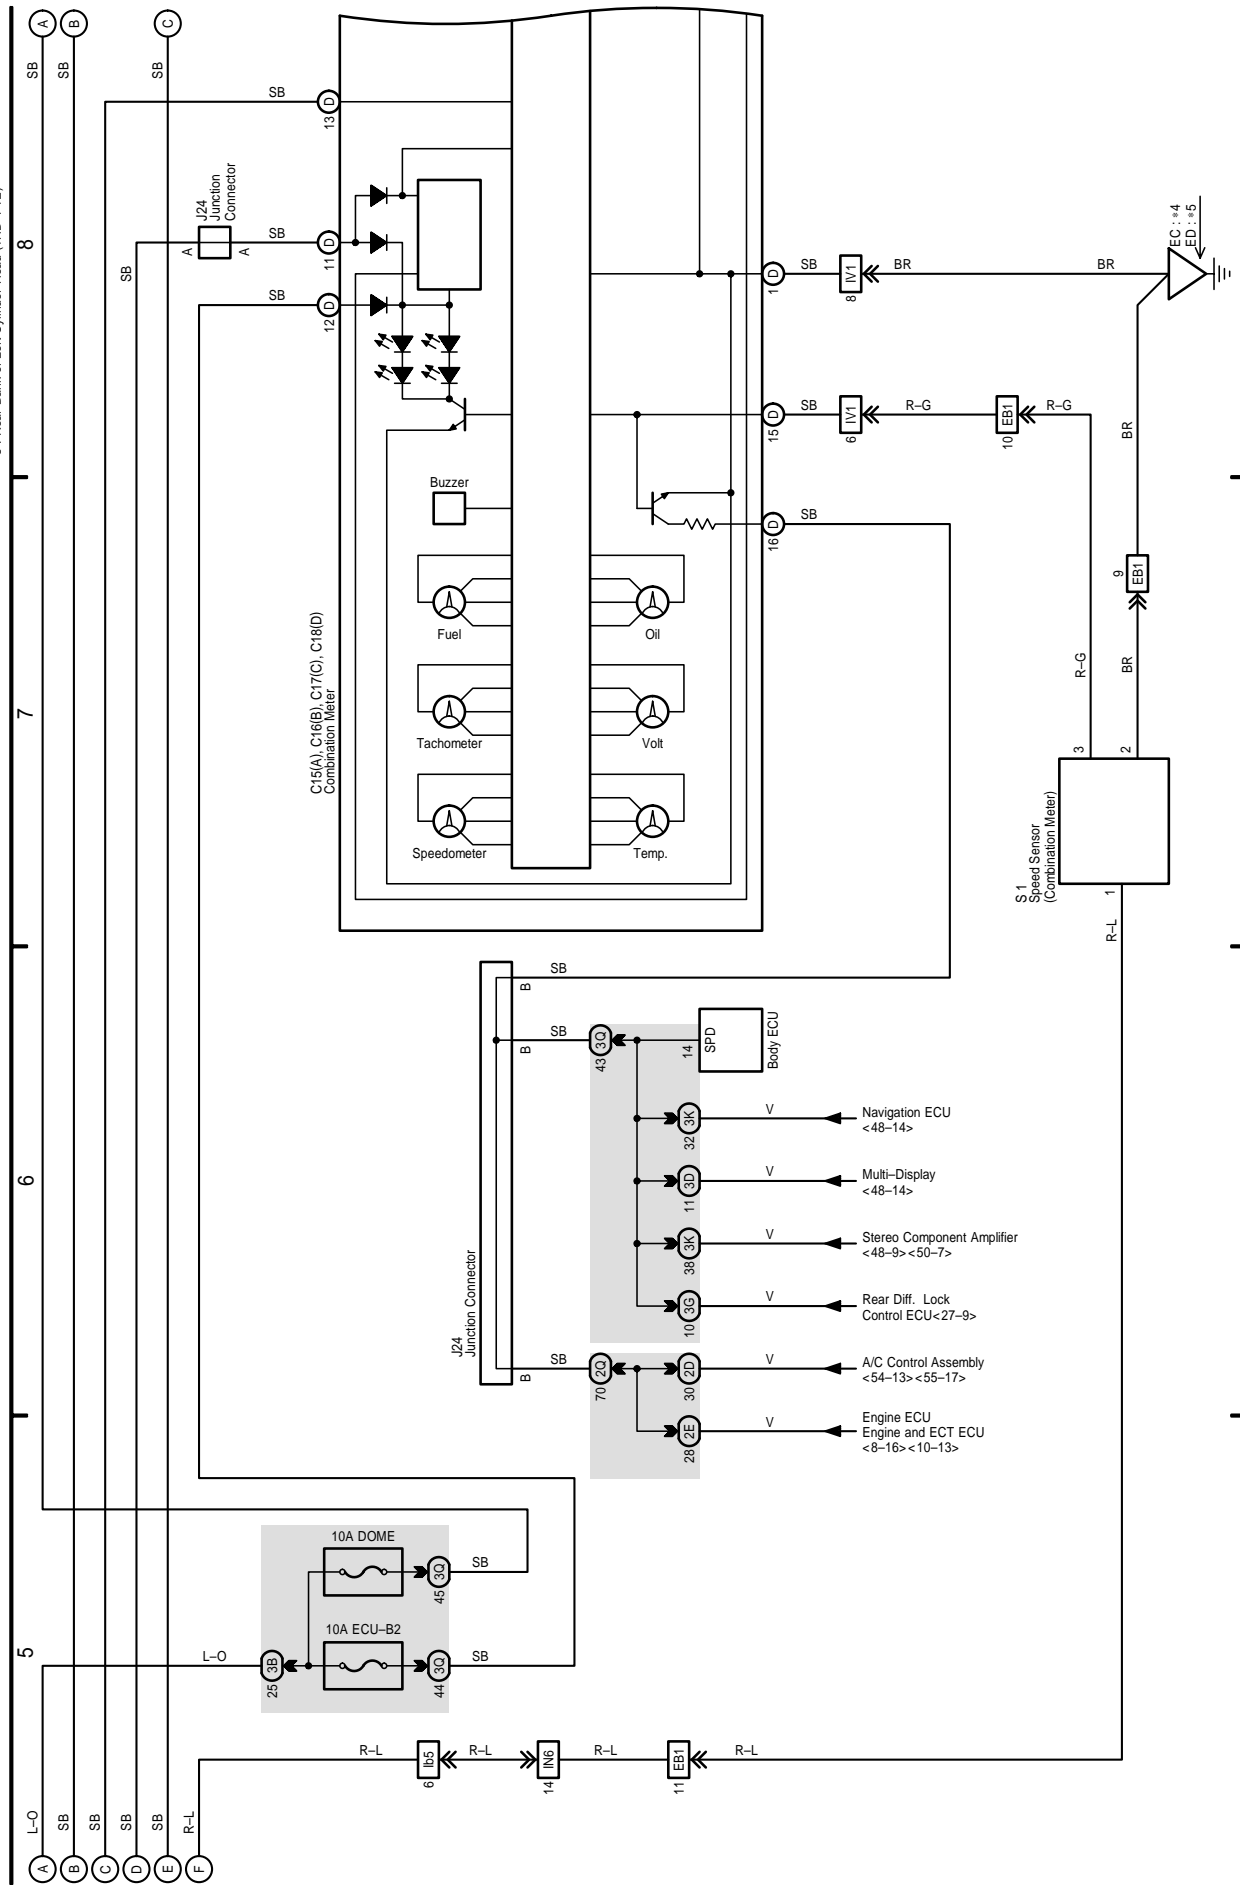 A
B
C
SB
SB
SB
SB
13
D
J24
Junction
Connector
8
SB
A
A
SB
11
D
SB
12
D
1
D
SB
8
IV1
BR
BR
EC : *4
ED : *5
15
D
SB
6
IV1
R–G
10
EB1
R–G
BR
Buzzer
16
D
SB
9
EB1
C15(A), C16(B), C17(C), C18(D)
Combination Meter
Fuel
Oil
7
Tachometer
Volt
R–G
BR
3
2
Speedometer
Temp.
S 1
Speed Sensor
(Combination Meter)
1
R–L
B
SB
B
SB
43
3Q
14
SPD
Body ECU
32
3K
V
Navigation ECU
<48–14>
6
11
3D
V
Multi–Display
<48–14>
38
3K
V
Stereo Component Amplifier
<48–9><50–7>
J24
Junction Connector
10
3G
V
Rear Diff. Lock
Control ECU<27–9>
B
SB
70
2Q
30
2D
V
A/C Control Assembly
<54–13><55–17>
28
2E
V
Engine ECU
Engine and ECT ECU
<8–16><10–13>
10A DOME
45
3Q
SB
5
L–O
25
3B
10A ECU–B2
44
3Q
SB
R–L
6
Ib5
R–L
14
IN6
R–L
11
EB1
R–L
L–O
SB
SB
SB
SB
R–L
A
B
C
D
E
F